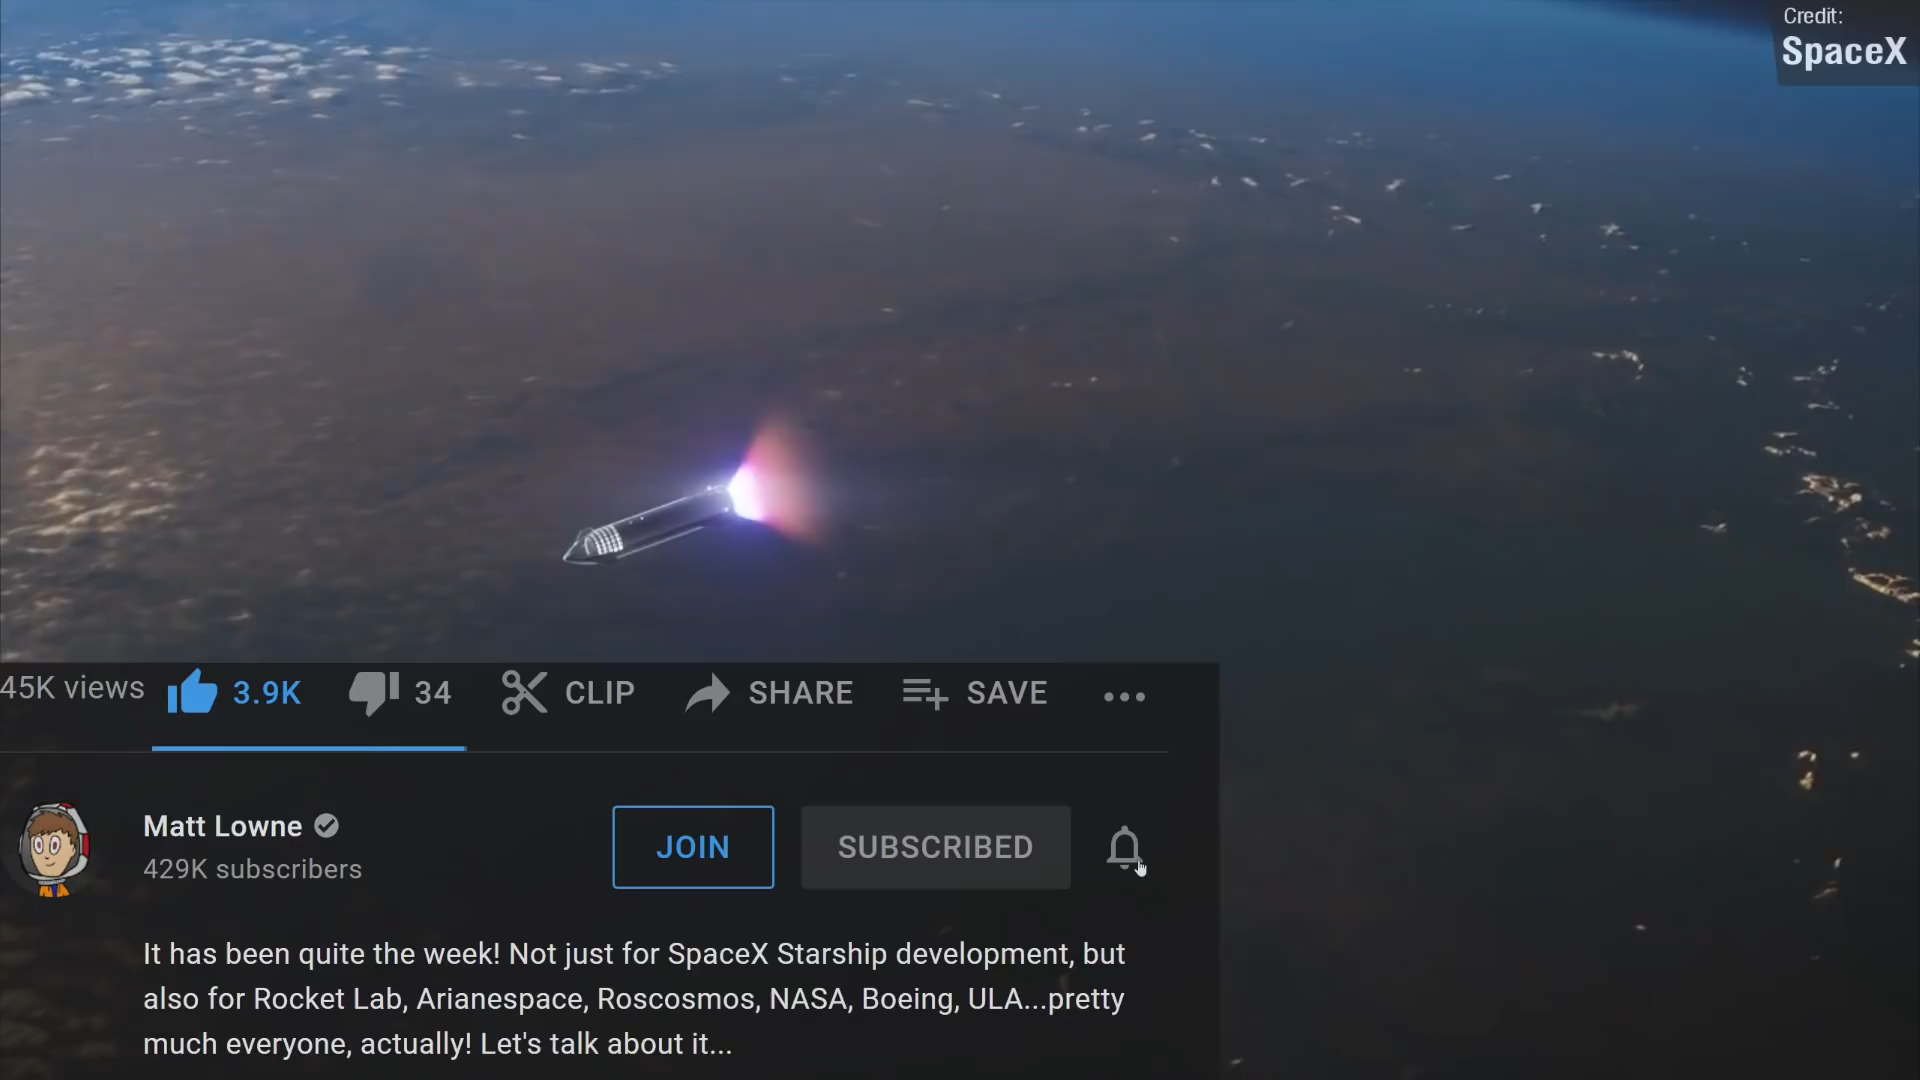 Credit:
SpaceX
45K views 3.9K 34 CLIP SHARE SAVE
Matt Lowne
429K subscribers
JOIN
SUBSCRIBED
It has been quite the week! Not just for SpaceX Starship development, but
also for Rocket Lab, Arianespace, Roscosmos, NASA, Boeing, ULA...pretty
much everyone, actually! Let's talk about it...